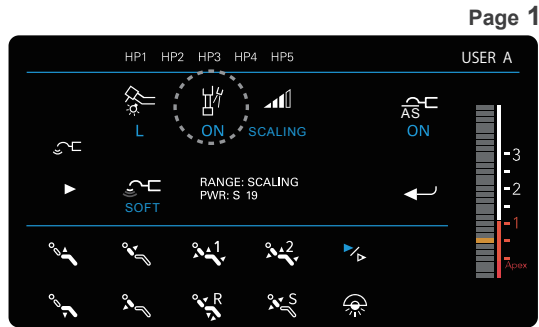 Page 1
HP1 HP2 HP3 HP4 HP5 USER A
AS
L ON SCALING ON
3
RANGE: SCALING
PWR: S 19
2
SOFT
1
1 2
Apex
R S